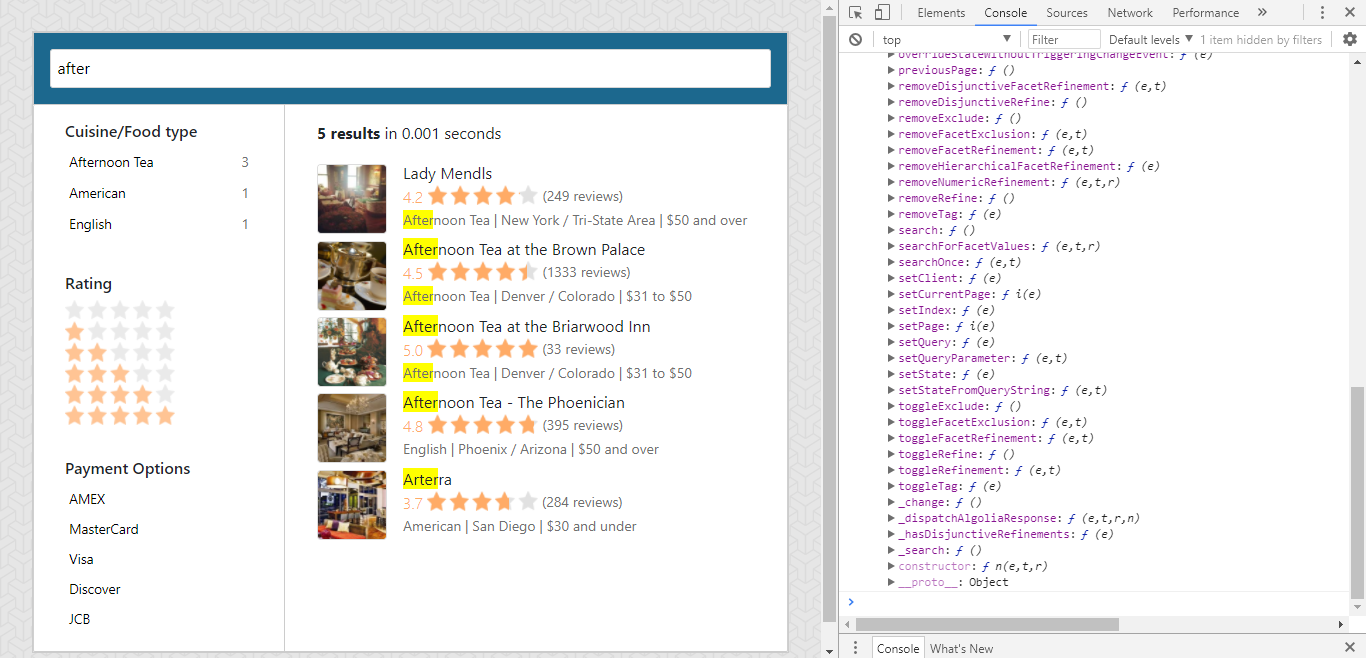 after
Cuisine/Food type
Afternoon Tea 3
American 1
English 1
Rating
Payment Options
AMEX
MasterCard
Visa
Discover
JCB
5 results in 0.001 seconds
Lady Mendls
4.2 (249 reviews)
Afternoon Tea | New York / Tri-State Area | $50 and over
Afternoon Tea at the Brown Palace
4.5 (1333 reviews)
Afternoon Tea | Denver / Colorado | $31 to $50
Afternoon Tea at the Briarwood Inn
5.0 (33 reviews)
Afternoon Tea | Denver / Colorado | $31 to $50
Afternoon Tea - The Phoenician
4.8 (395 reviews)
English | Phoenix / Arizona | $50 and over
Arterra
3.7 (284 reviews)
American | San Diego | $30 and under
Elements Console Sources Network Performance »
top Filter Default levels 1 item hidden by filters
overrideStateWithoutTriggeringChangeEvent: ƒ (e)
previousPage: ƒ ()
removeDisjunctiveFacetRefinement: ƒ (e,t)
removeDisjunctiveRefine: ƒ ()
removeExclude: ƒ ()
removeFacetExclusion: ƒ (e,t)
removeFacetRefinement: ƒ (e,t)
removeHierarchicalFacetRefinement: ƒ (e)
removeNumericRefinement: ƒ (e,t,r)
removeRefine: ƒ ()
removeTag: ƒ (e)
search: ƒ ()
searchForFacetValues: ƒ (e,t,r)
searchOnce: ƒ (e,t)
setClient: ƒ (e)
setCurrentPage: ƒ i(e)
setIndex: ƒ (e)
setPage: ƒ i(e)
setQuery: ƒ (e)
setQueryParameter: ƒ (e,t)
setState: ƒ (e)
setStateFromQueryString: ƒ (e,t)
toggleExclude: ƒ ()
toggleFacetExclusion: ƒ (e,t)
toggleFacetRefinement: ƒ (e,t)
toggleRefine: ƒ ()
toggleRefinement: ƒ (e,t)
toggleTag: ƒ (e)
_change: ƒ ()
_dispatchAlgoliaResponse: ƒ (e,t,r,n)
_hasDisjunctiveRefinements: ƒ (e)
_search: ƒ ()
constructor: ƒ n(e,t,r)
__proto__: Object
Console What's New